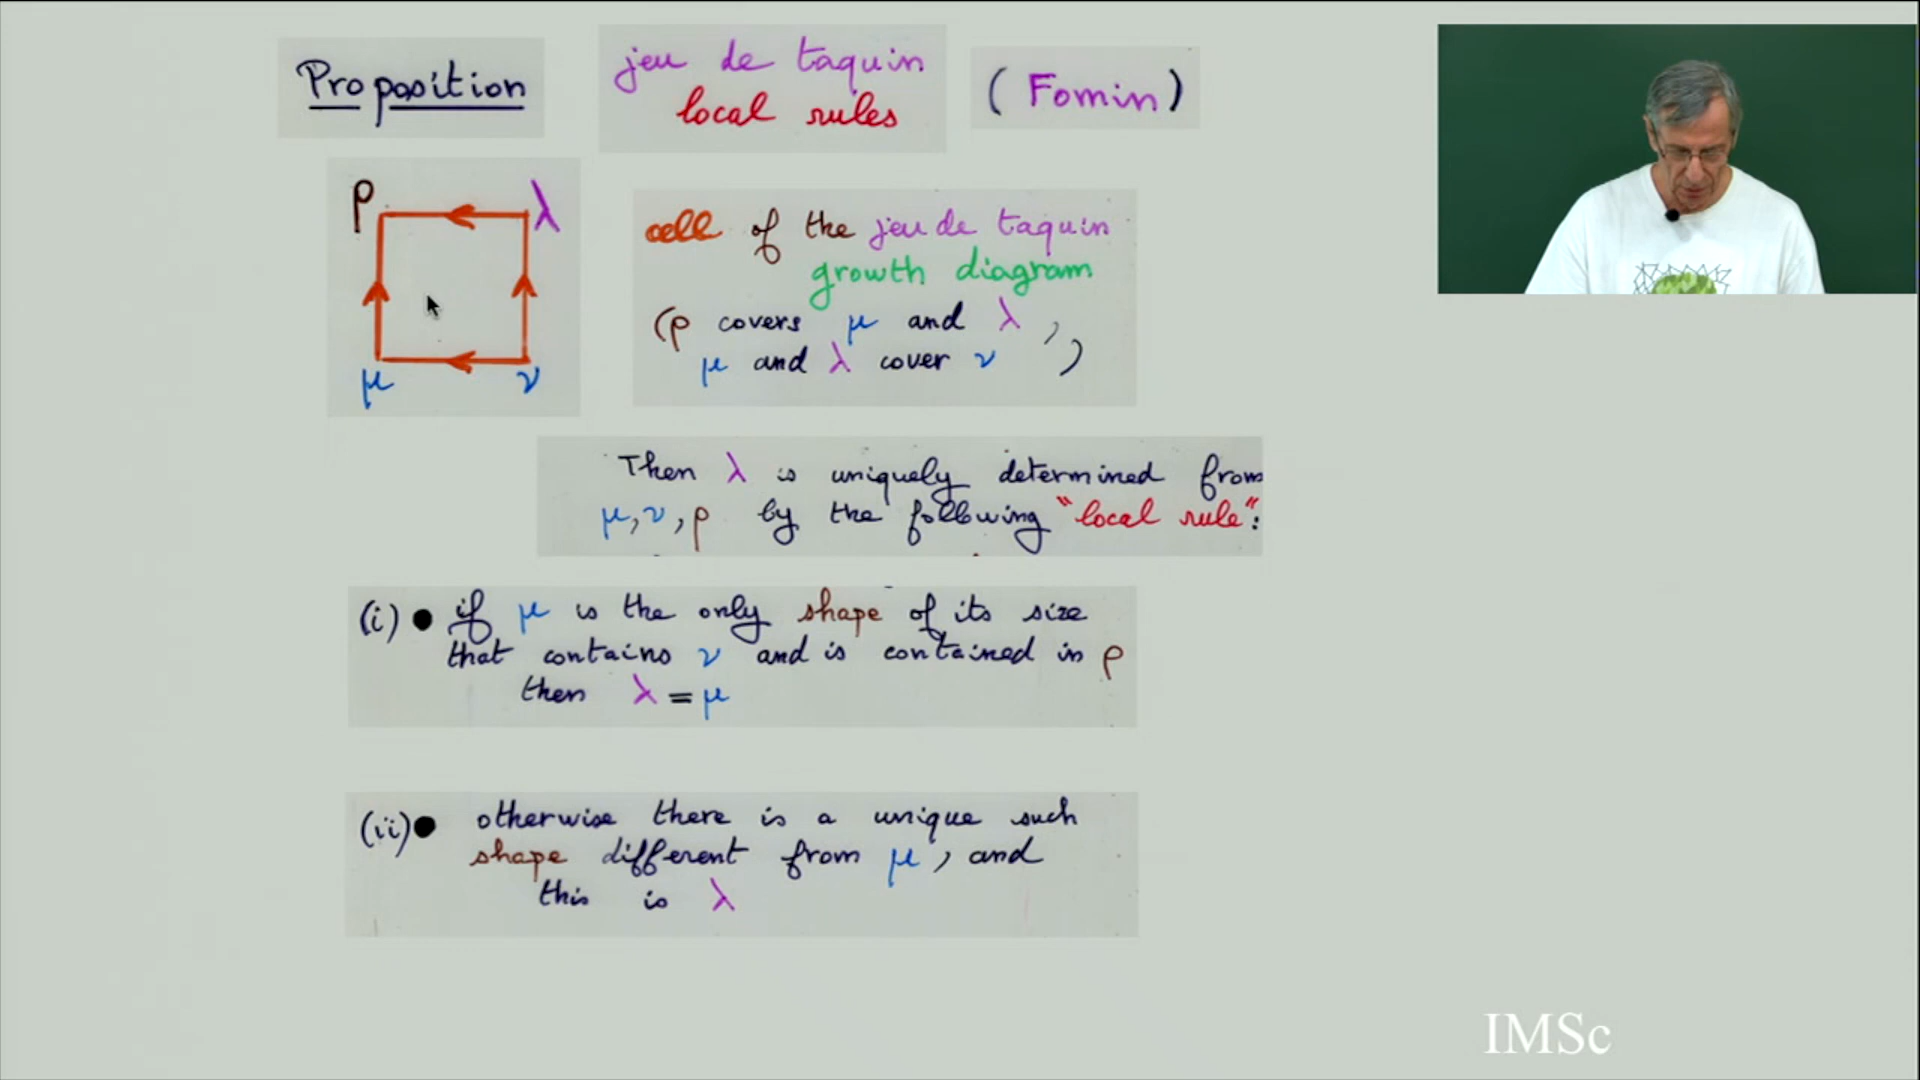 Proposition
jeu de taquin
local rules
(Fomin)
ρ λ
μ ν
cell of the jeu de taquin
growth diagram
(ρ covers μ and λ,
μ and λ cover ν)
Then λ is uniquely determined from
μ, ν, ρ by the following "local rule":
(i) ● if μ is the only shape of its size
that contains ν and is contained in ρ
then λ = μ
(ii) ● otherwise there is a unique such
shape different from μ, and
this is λ
IMSc